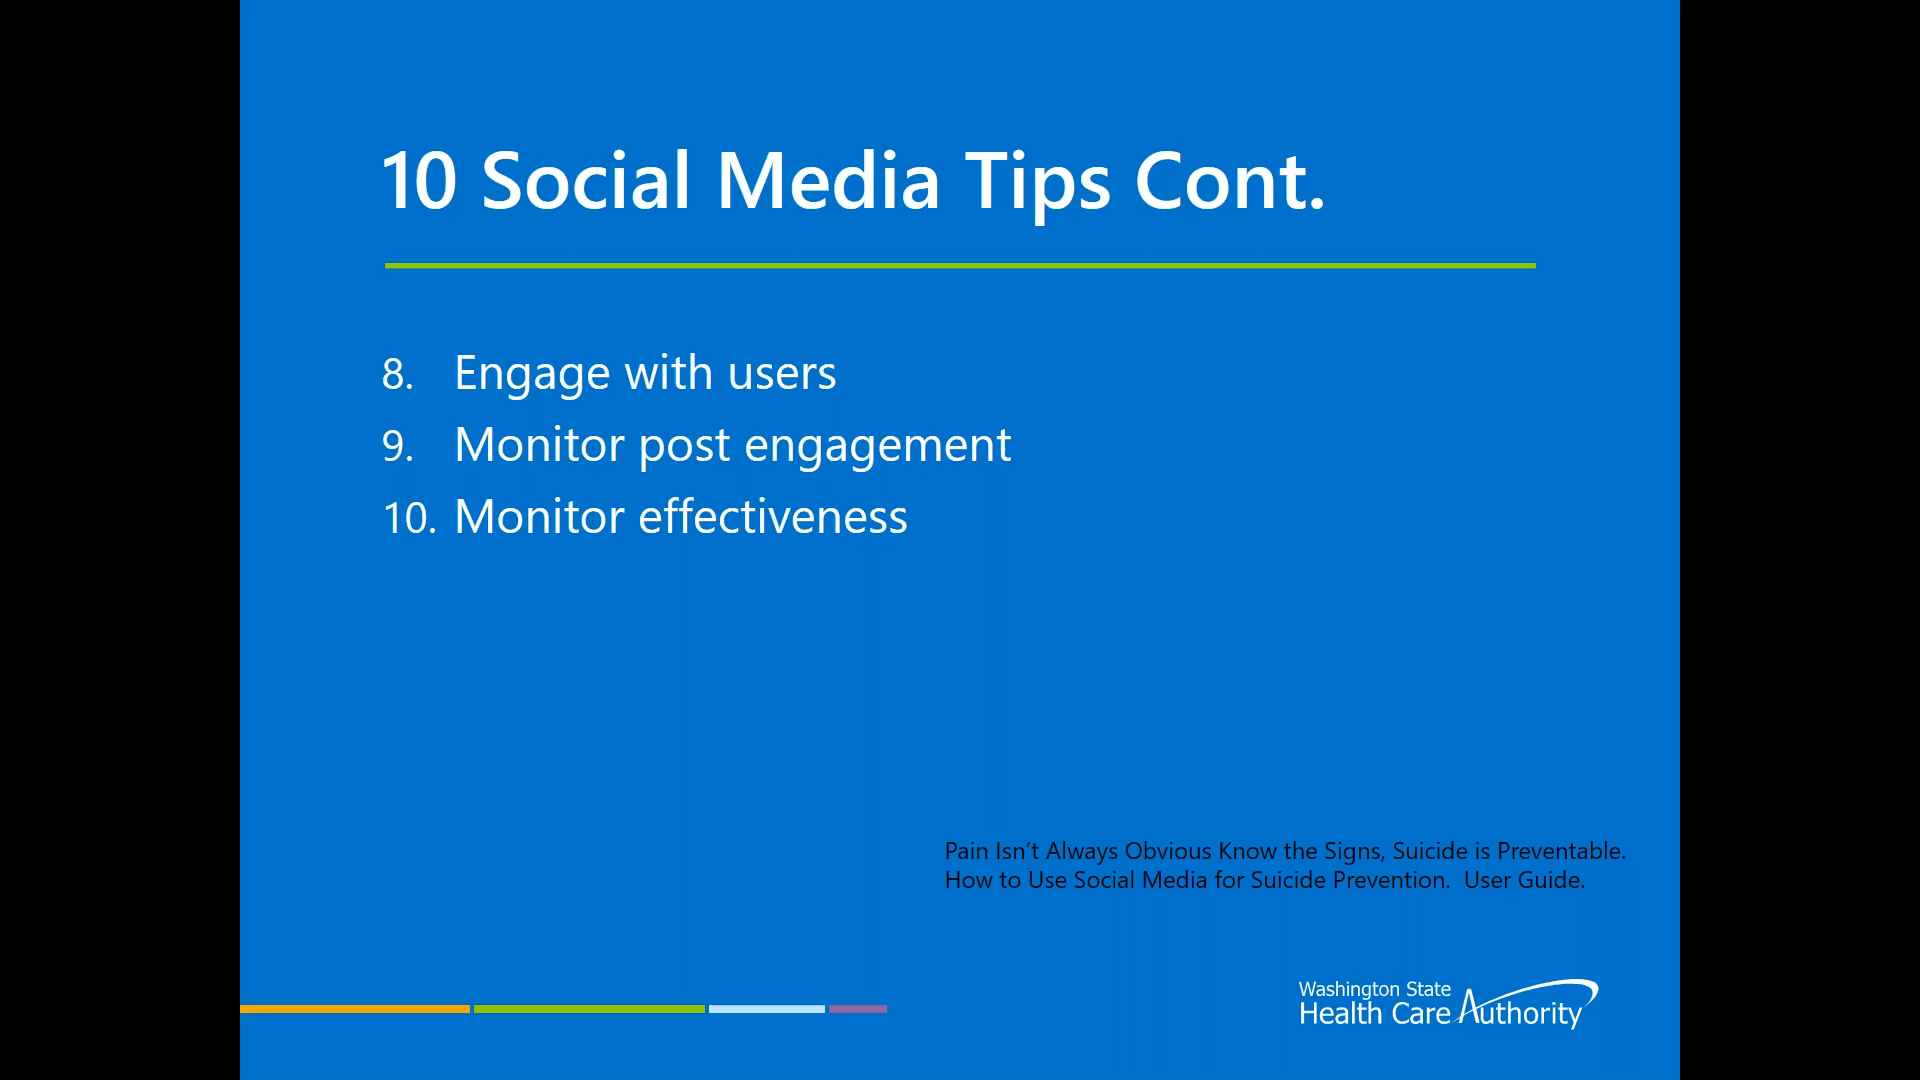 10 Social Media Tips Cont.
8. Engage with users
9. Monitor post engagement
10. Monitor effectiveness
Pain Isn’t Always Obvious Know the Signs, Suicide is Preventable.
How to Use Social Media for Suicide Prevention.  User Guide.
Washington State
Health Care Authority